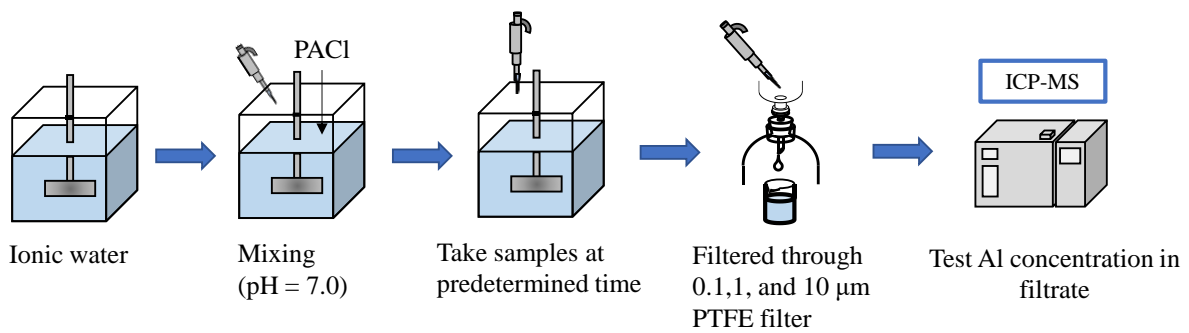 PACl
ICP-MS
Ionic water
Mixing
(pH = 7.0)
Take samples at
predetermined time
Filtered through
0.1,1, and 10 μm
PTFE filter
Test Al concentration in
filtrate